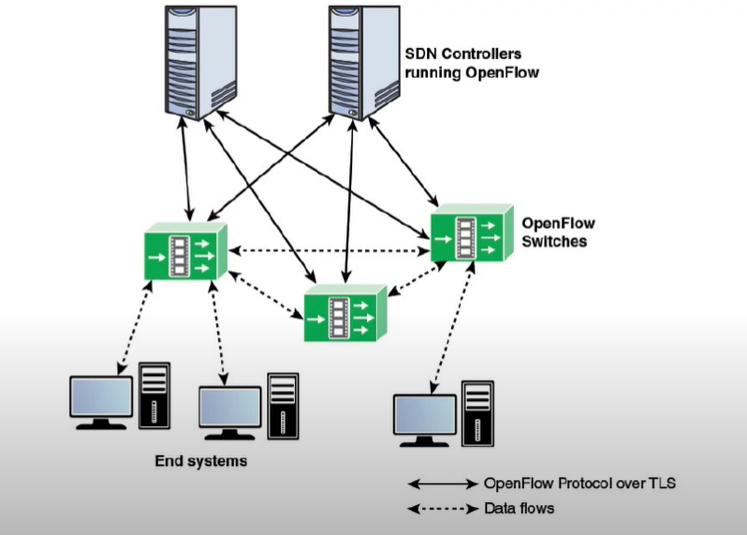 SDN Controllers
running OpenFlow
OpenFlow
Switches
End systems
OpenFlow Protocol over TLS
Data flows